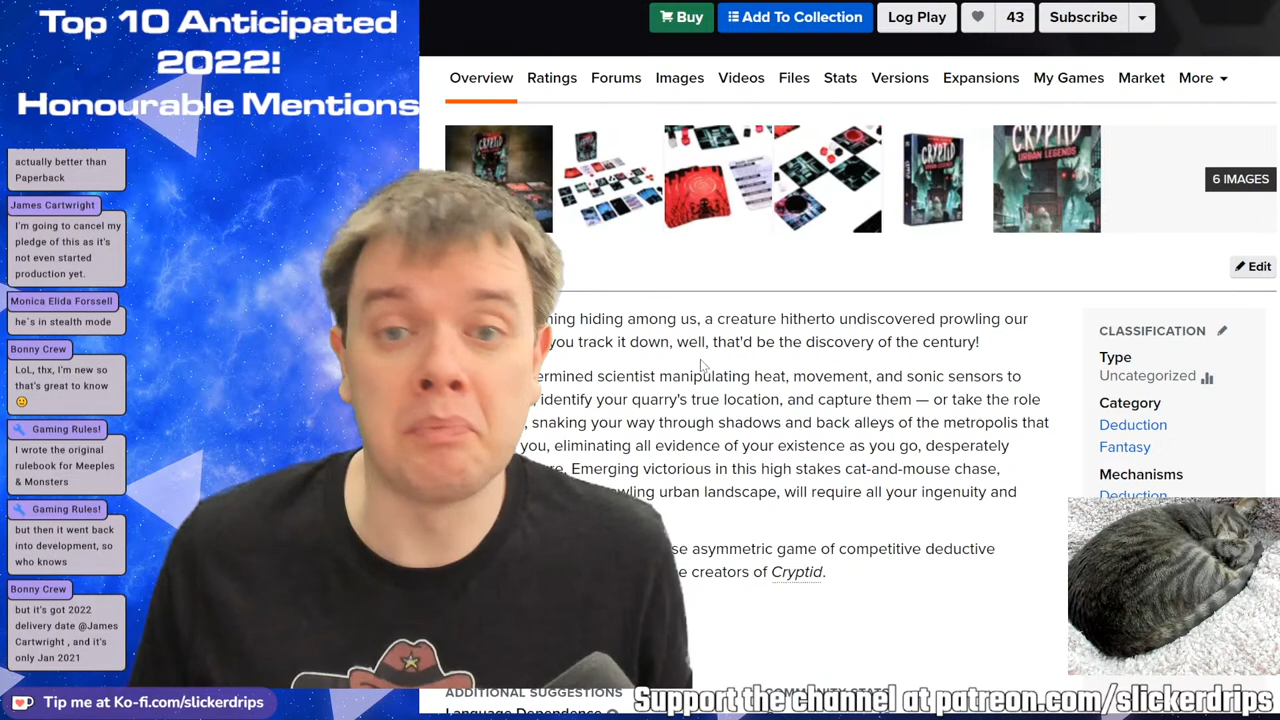 Top 10 Anticipated
2022!
Honourable Mentions
actually better than
Paperback
James Cartwright
I'm going to cancel my
pledge of this as it's
not even started
production yet.
Monica Elida Forssell
he's in stealth mode
Bonny Crew
LoL, thx, I'm new so
that's great to know
Gaming Rules!
I wrote the original
rulebook for Meeples
& Monsters
Gaming Rules!
but then it went back
into development, so
who knows
Bonny Crew
but it's got 2022
delivery date @James
Cartwright , and it's
only Jan 2021
Tip me at Ko-fi.com/slickerdrips
Buy
Add To Collection
Log Play
43
Subscribe
Overview
Ratings
Forums
Images
Videos
Files
Stats
Versions
Expansions
My Games
Market
More
CRYPTID
URBAN LEGENDS
CRYPTID
URBAN LEGENDS
6 IMAGES
Edit
hiding among us, a creature hitherto undiscovered prowling our
you track it down, well, that'd be the discovery of the century!
scientist manipulating heat, movement, and sonic sensors to
identify your quarry's true location, and capture them — or take the role
snaking your way through shadows and back alleys of the metropolis that
you, eliminating all evidence of your existence as you go, desperately
Emerging victorious in this high stakes cat-and-mouse chase,
urban landscape, will require all your ingenuity and
asymmetric game of competitive deductive
creators of Cryptid.
CLASSIFICATION
Type
Uncategorized
Category
Deduction
Fantasy
Mechanisms
Deduction
ADDITIONAL SUGGESTIONS
Language Dependence
Support the channel at patreon.com/slickerdrips